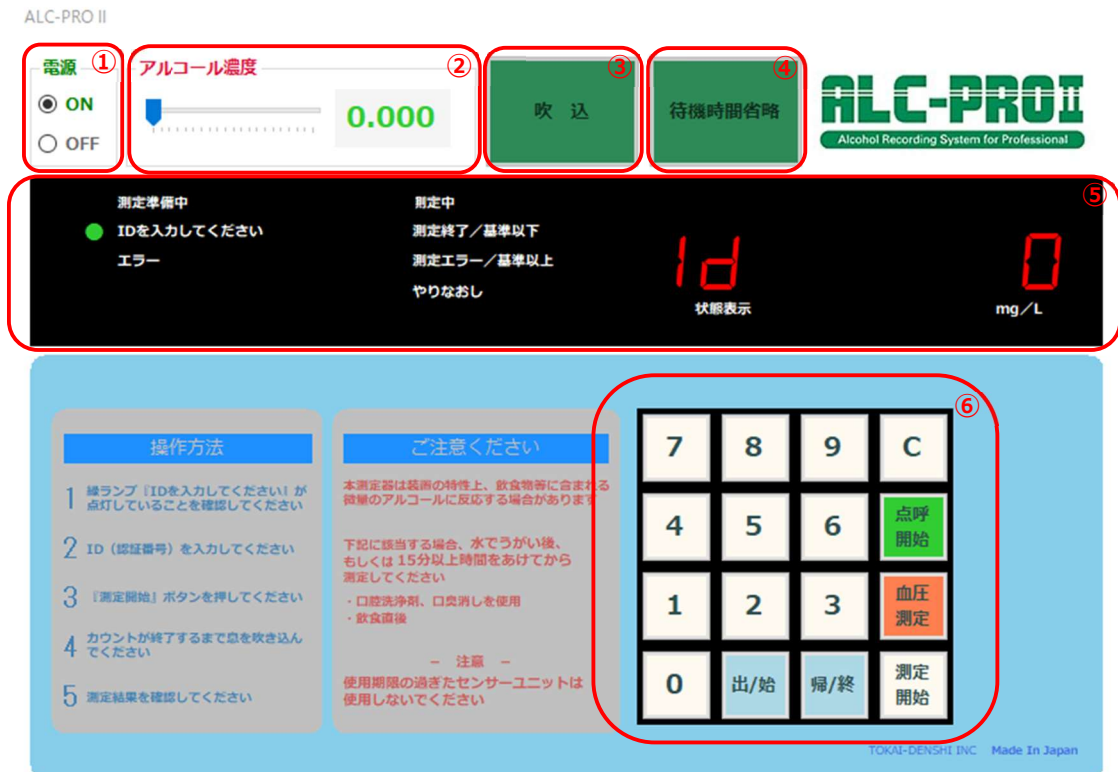 ALC-PRO II
電源 ①
ON
OFF
アルコール濃度 ②
0.000
吹 込 ③
待機時間省略 ④
ALC-PROⅡ
Alcohol Recording System for Professional
⑤
測定準備中
IDを入力してください
エラー
測定中
測定終了/基準以下
測定エラー/基準以上
やりなおし
Id
状態表示
0
mg/L
操作方法
1 緑ランプ『IDを入力してください』が
点灯していることを確認してください
2 ID(認証番号)を入力してください
3 『測定開始』ボタンを押してください
4 カウントが終了するまで息を吹き込ん
でください
5 測定結果を確認してください
ご注意ください
本測定器は装置の特性上、飲食物等に含まれる
微量のアルコールに反応する場合があります
下記に該当する場合、水でうがい後、
もしくは 15分以上時間をあけてから
測定してください
・口腔洗浄剤、口臭消しを使用
・飲食直後
- 注意 -
使用期限の過ぎたセンサーユニットは
使用しないでください
⑥
7 8 9 C
4 5 6 点呼
開始
1 2 3 血圧
測定
0 出/始 帰/終 測定
開始
TOKAI-DENSHI INC Made In Japan